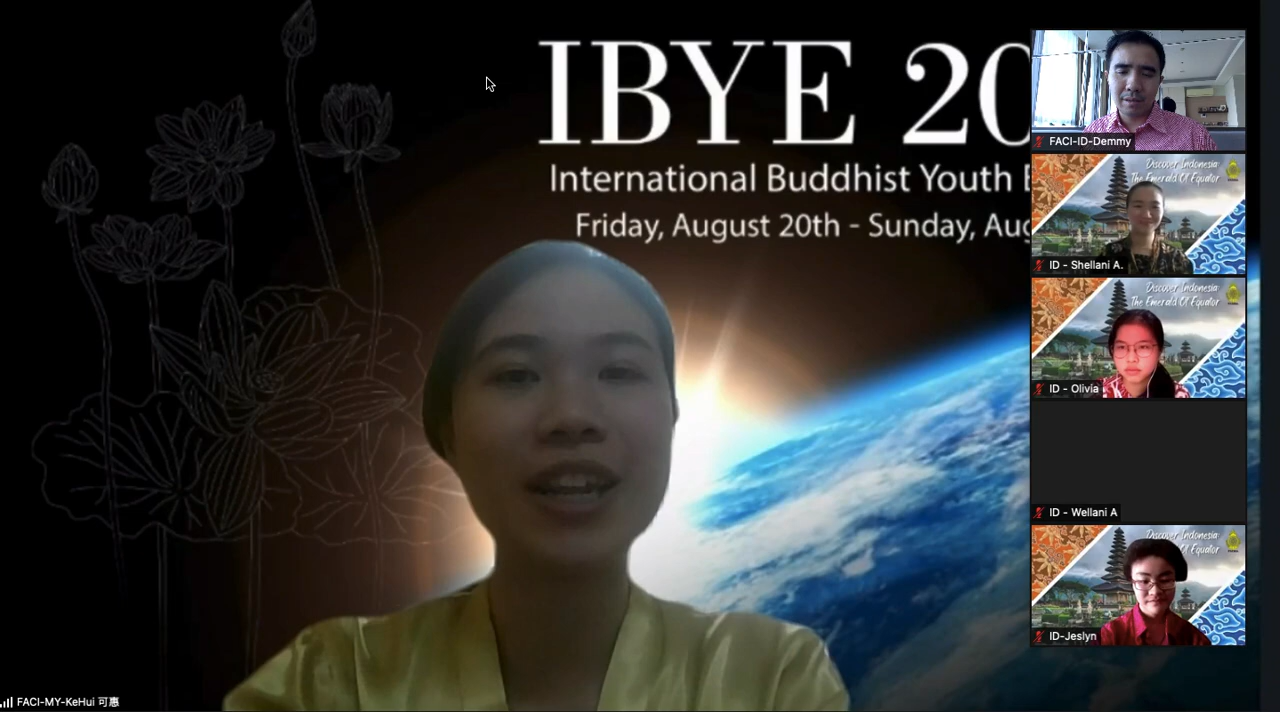 IBYE 20
International Buddhist Youth E
Friday, August 20th - Sunday, Aug
FACI-ID-Demmy
Discover Indonesia:
The Emerald Of Equator
ID - Shellani A.
Discover Indonesia:
The Emerald Of Equator
ID - Olivia
ID - Wellani A
Discover Indonesia:
Of Equator
ID-Jeslyn
FACI-MY-KeHui 可惠